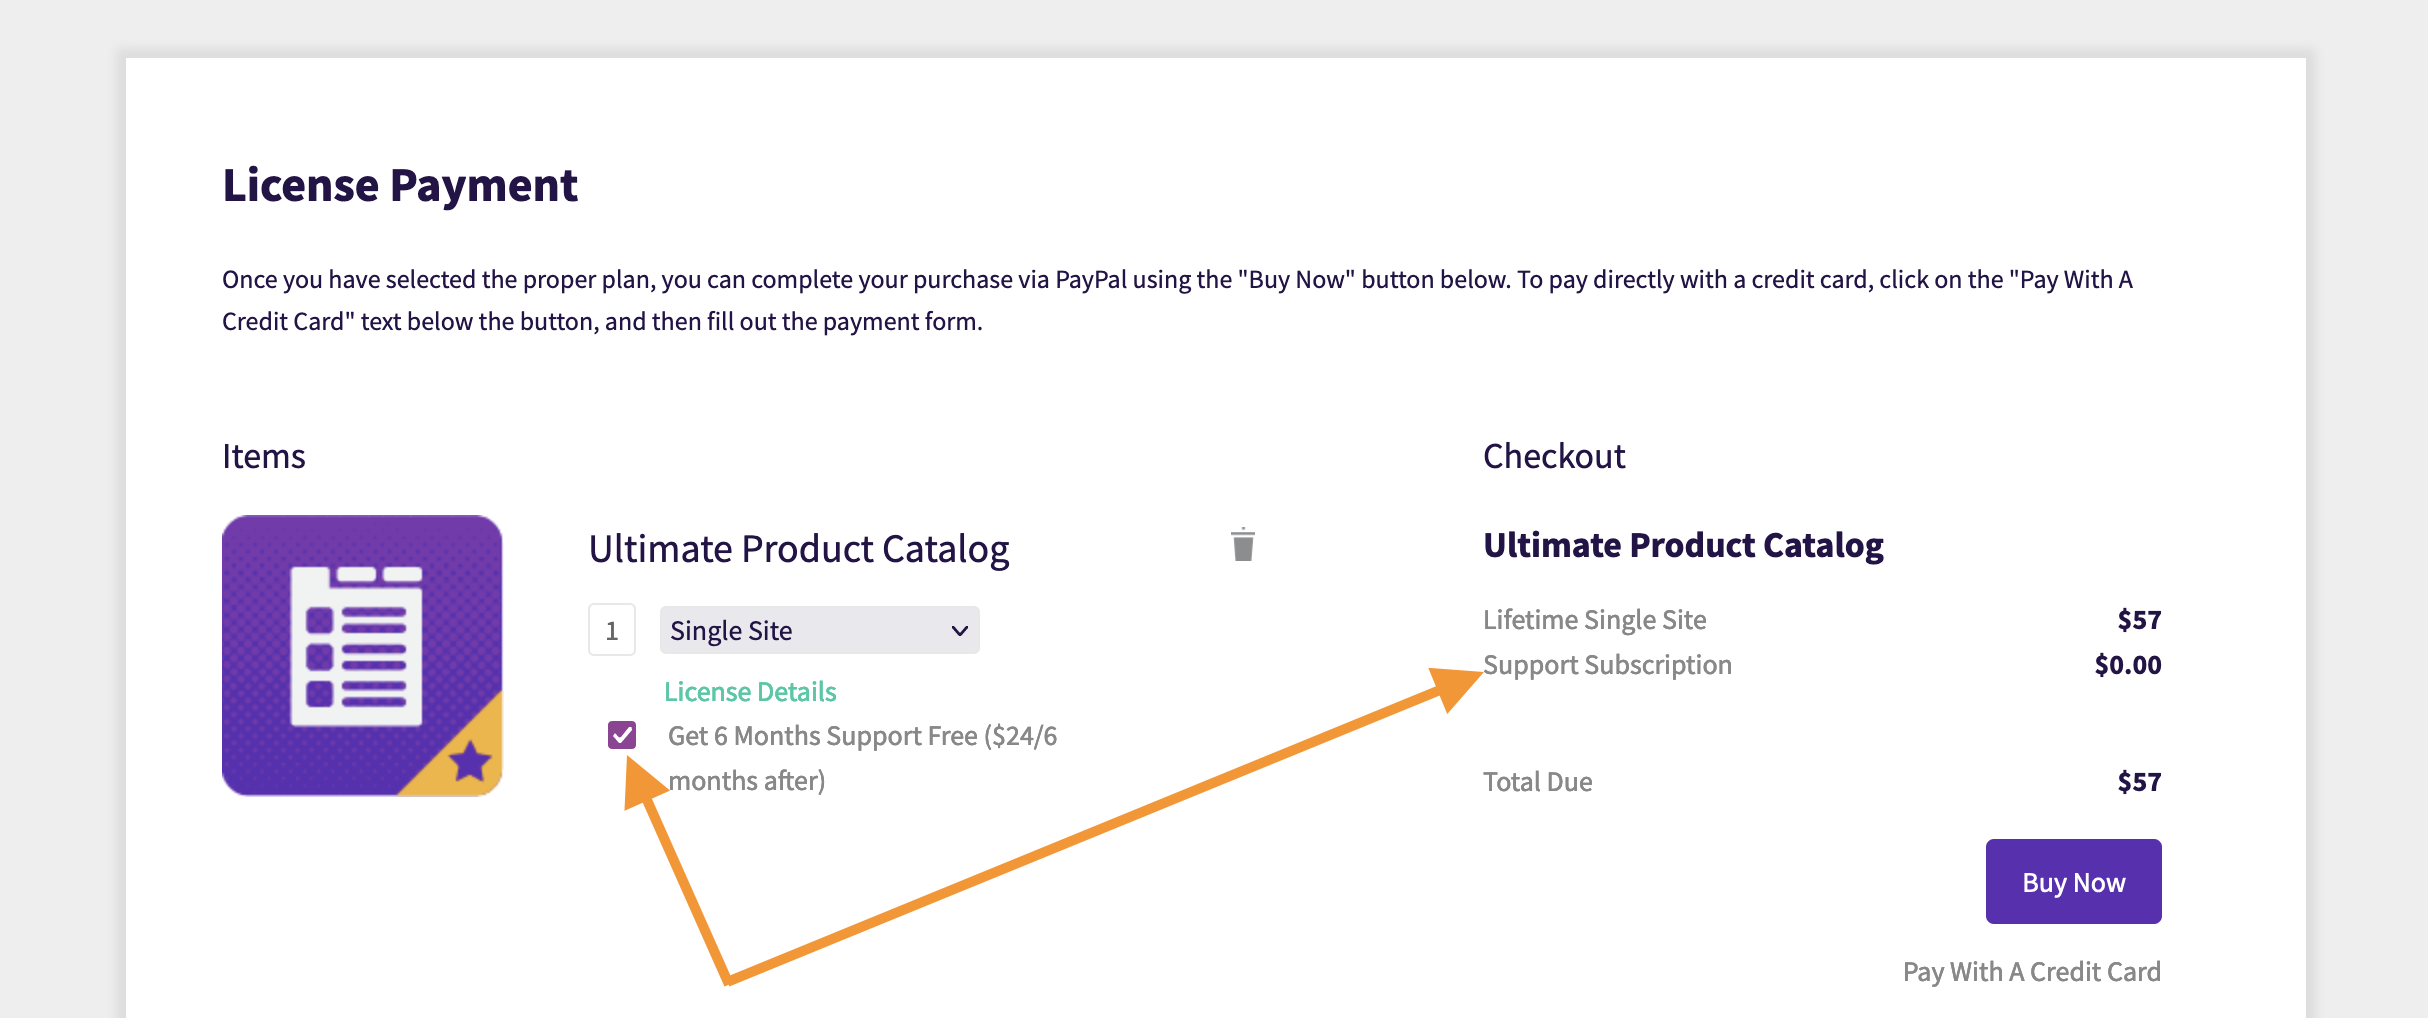 License Payment
Once you have selected the proper plan, you can complete your purchase via PayPal using the "Buy Now" button below. To pay directly with a credit card, click on the "Pay With A
Credit Card" text below the button, and then fill out the payment form.
Items
Ultimate Product Catalog
1
Single Site
License Details
Get 6 Months Support Free ($24/6
months after)
Checkout
Ultimate Product Catalog
Lifetime Single Site $57
Support Subscription $0.00
Total Due $57
Buy Now
Pay With A Credit Card